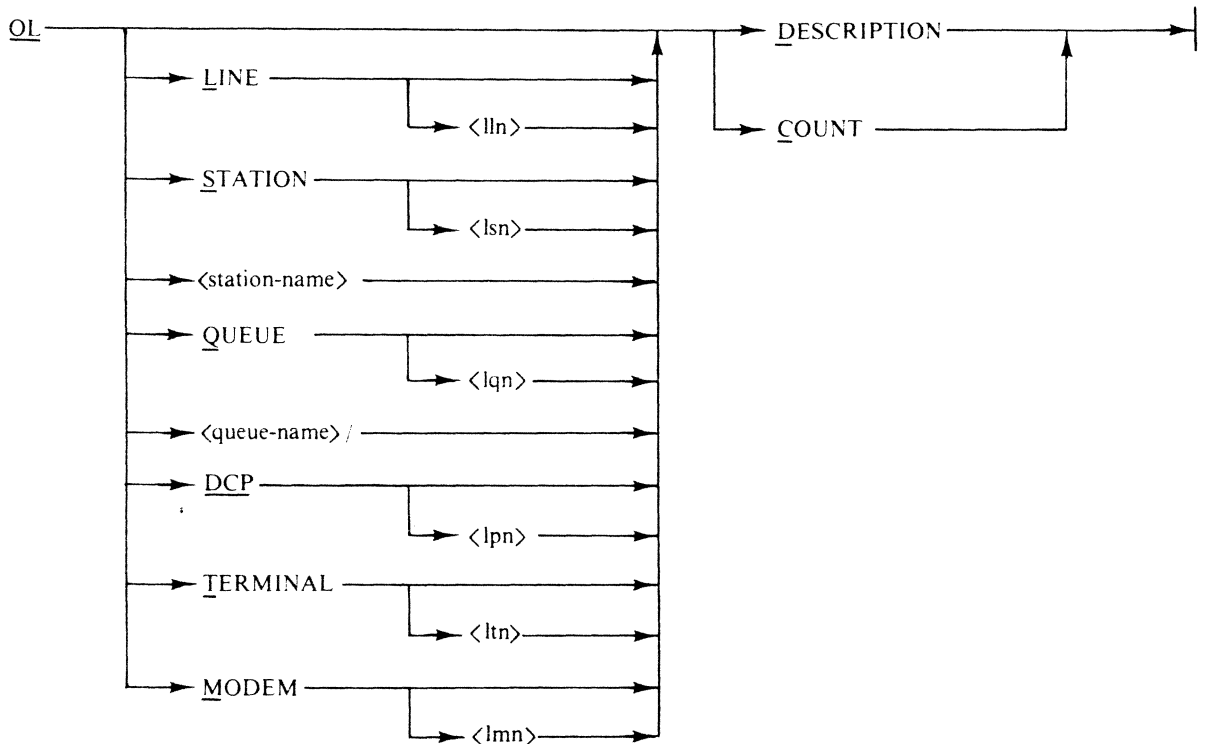 OL
DESCRIPTION
LINE
<lln>
COUNT
STATION
<lsn>
<station-name>
QUEUE
<lqn>
<queue-name>/
DCP
<lpn>
TERMINAL
<ltn>
MODEM
<lmn>